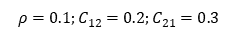 ρ = 0.1; C₁₂ = 0.2; C₂₁ = 0.3